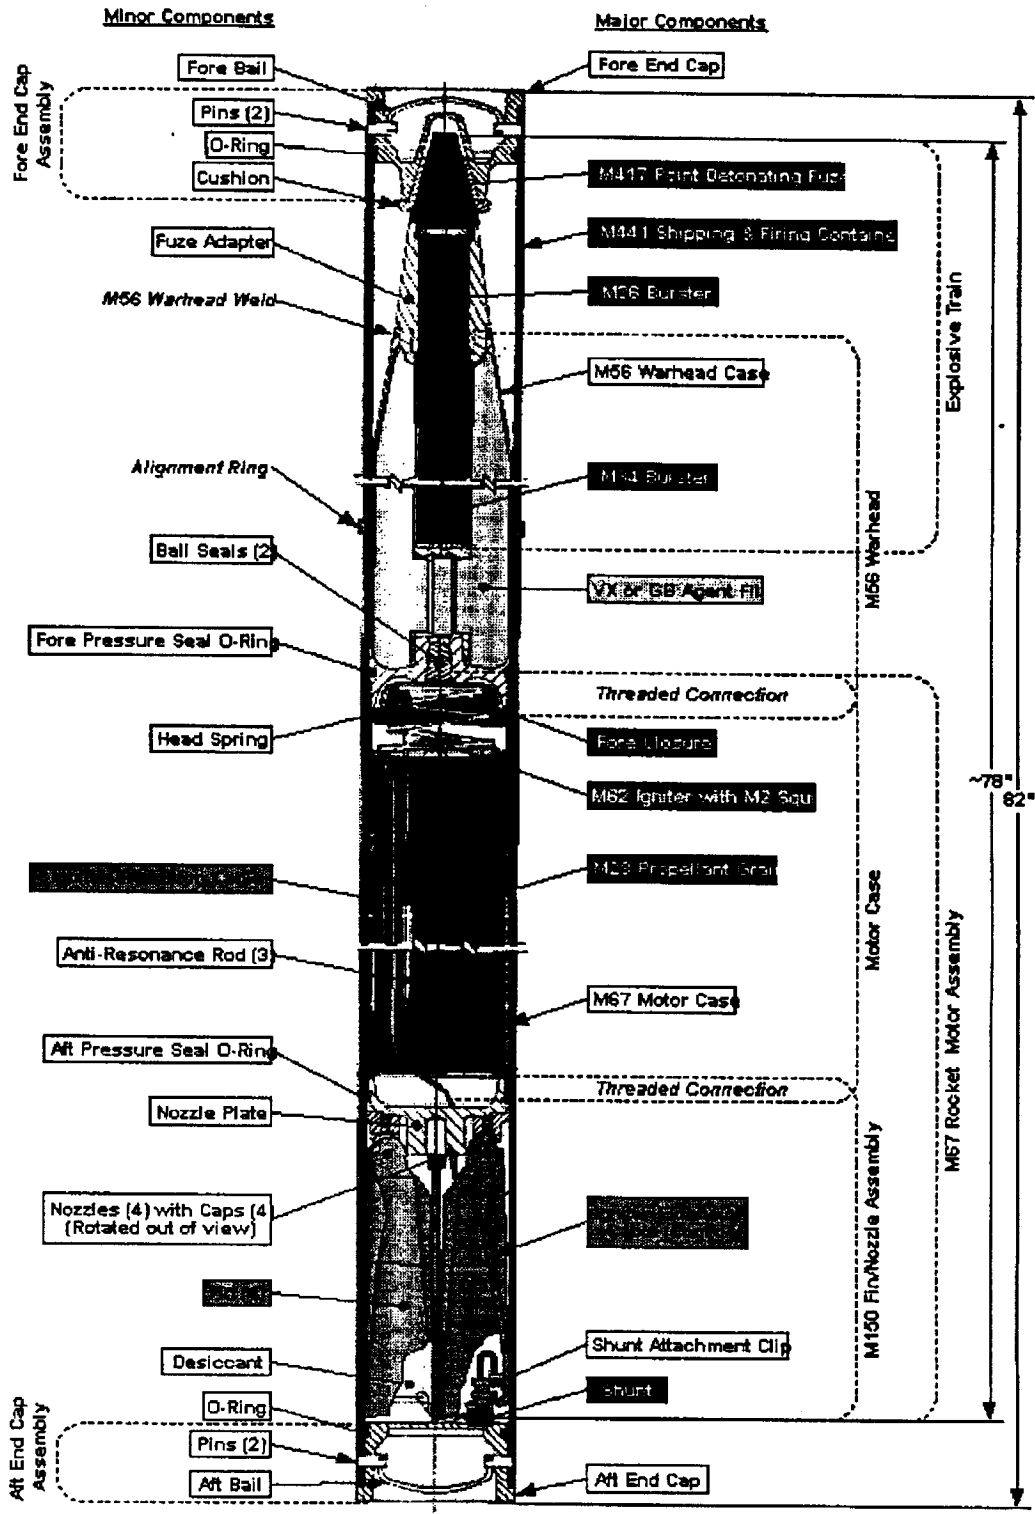 Minor Components
Major Components
Fore Bail
Pins (2)
O-Ring
Cushion
Fore End Cap
Assembly
Fuze Adapter
M56 Warhead Weld
Alignment Ring
Ball Seals (2
Fore Pressure Seal O-Ring
Head Spring
Anti-Resonance Rod (3
Aft Pressure Seal O-Ring
Nozzle Plate
Nozzles (4) with Caps (4
(Rotated out of view)
Desiccant
O-Ring
Pins (2)
Aft Bail
Aft End Cap
Assembly
Fore End Cap
M417 Point Detonating Fuze
M441 Shipping & Firing Containe
M36 Burster
M56 Warhead Case
M34 Burster
VX or GB Agent Fill
Threaded Connection
Fore Closure
M62 Igniter with M2 Squi
M28 Propellant Grai
M67 Motor Case
Threaded Connection
Shunt Attachment Clip
Shunt
Aft End Cap
Explosive Train
M56 Warhead
Motor Case
M67 Rocket Motor Assembly
M150 Fin/Nozzle Assembly
~78"
82"